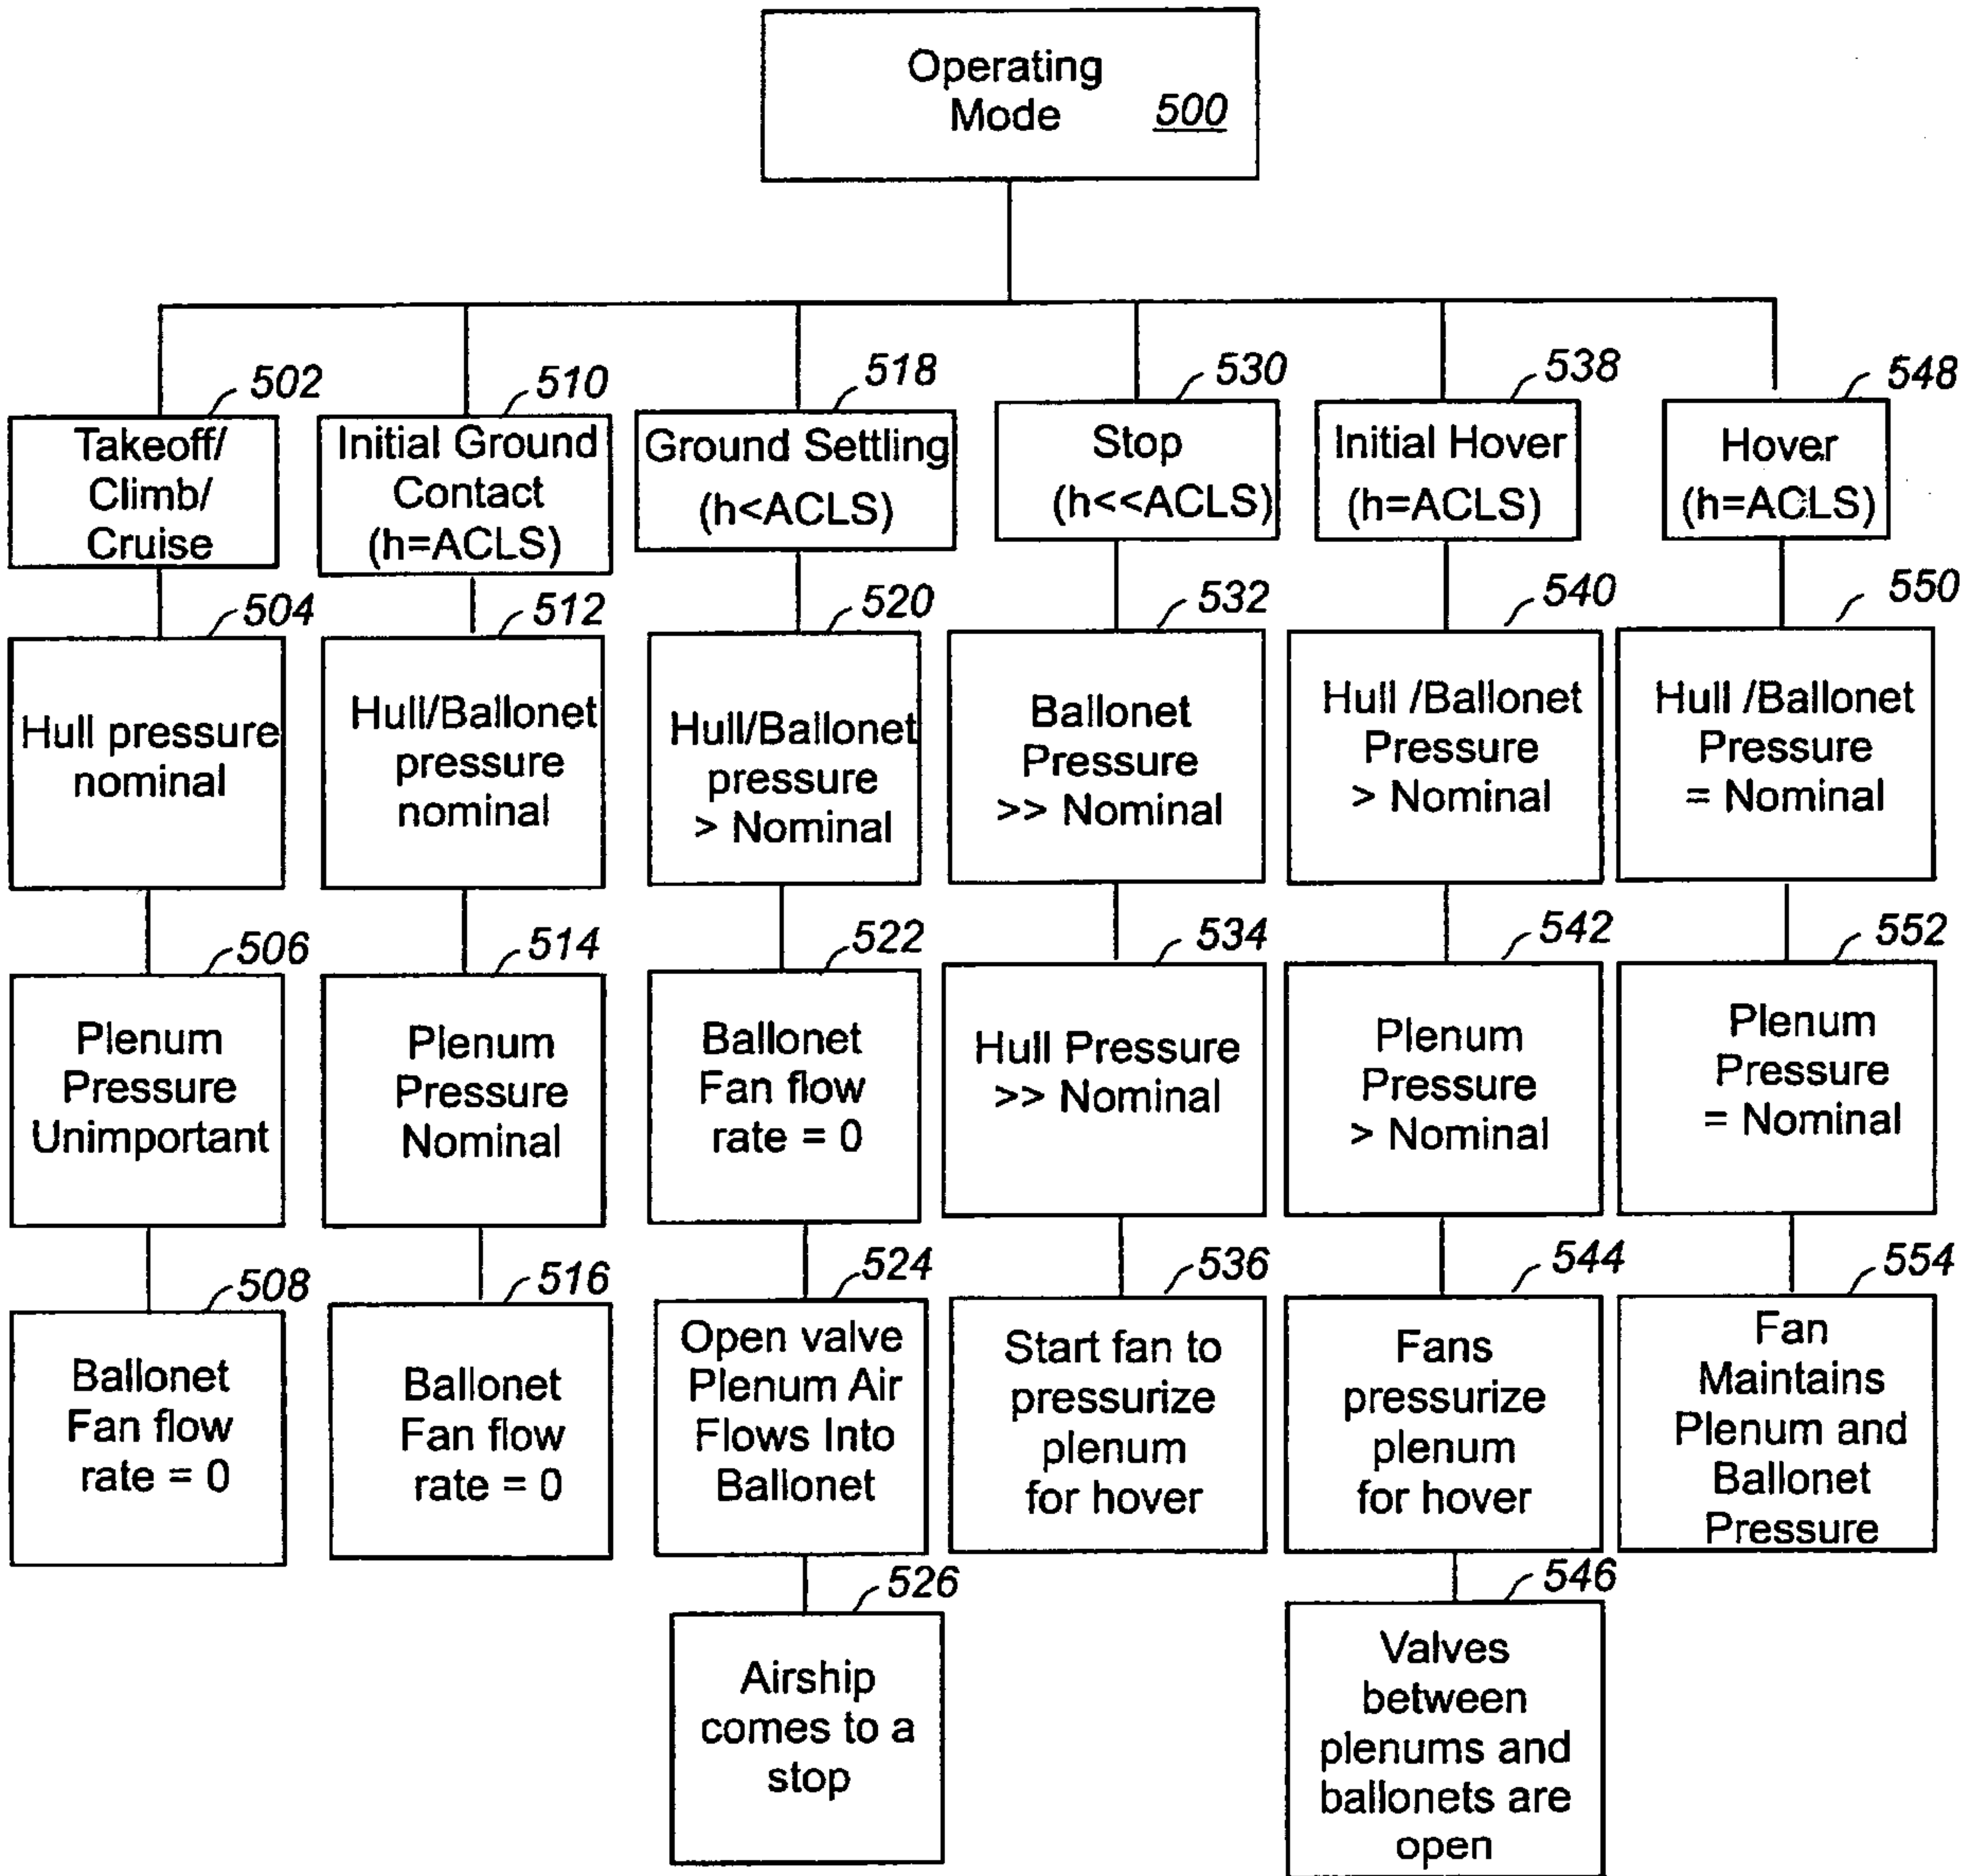 Operating
Mode 500
502
Takeoff/
Climb/
Cruise
504
Hull pressure
nominal
506
Plenum
Pressure
Unimportant
508
Ballonet
Fan flow
rate = 0
510
Initial Ground
Contact
(h=ACLS)
512
Hull/Ballonet
pressure
nominal
514
Plenum
Pressure
Nominal
516
Ballonet
Fan flow
rate = 0
518
Ground Settling
(h<ACLS)
520
Hull/Ballonet
pressure
> Nominal
522
Ballonet
Fan flow
rate = 0
524
Open valve
Plenum Air
Flows Into
Ballonet
526
Airship
comes to a
stop
530
Stop
(h<<ACLS)
532
Ballonet
Pressure
>> Nominal
534
Hull Pressure
>> Nominal
536
Start fan to
pressurize
plenum
for hover
538
Initial Hover
(h=ACLS)
540
Hull /Ballonet
Pressure
> Nominal
542
Plenum
Pressure
> Nominal
544
Fans
pressurize
plenum
for hover
546
Valves
between
plenums and
ballonets are
open
548
Hover
(h=ACLS)
550
Hull /Ballonet
Pressure
= Nominal
552
Plenum
Pressure
= Nominal
554
Fan
Maintains
Plenum and
Ballonet
Pressure